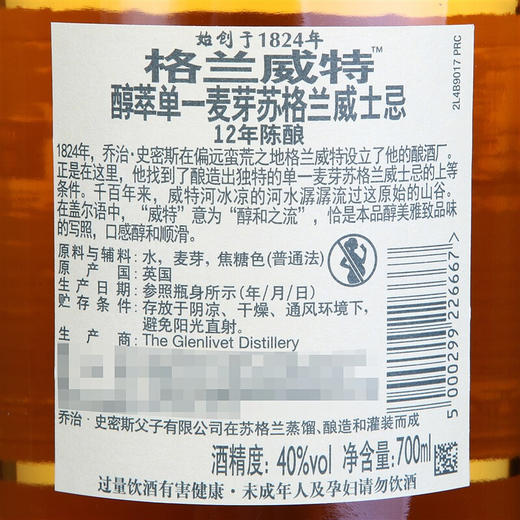 始创于1824年
格兰威特™
醇萃单一麦芽苏格兰威士忌
12年陈酿
1824年，乔治·史密斯在偏远蛮荒之地格兰威特设立了他的酿酒厂。
正是在这里，他找到了酿造出独特的单一麦芽苏格兰威士忌的上等
条件。千百年来，威特河冰凉的河水潺潺流过这原始的山谷。
在盖尔语中，“威特”意为“醇和之流”，恰是本品醇美雅致品味
的写照，口感醇和顺滑。
原料与辅料：水，麦芽，焦糖色(普通法)
原产国：英国
生产日期：参照瓶身所示(年/月/日)
贮存条件：存放于阴凉、干燥、通风环境下，
避免阳光直射。
生产商：The Glenlivet Distillery
乔治·史密斯父子有限公司在苏格兰蒸馏、酿造和灌装而成
酒精度：40%vol 净含量：700ml
过量饮酒有害健康·未成年人及孕妇请勿饮酒
2L4B9017 PRC
5 000299 226667